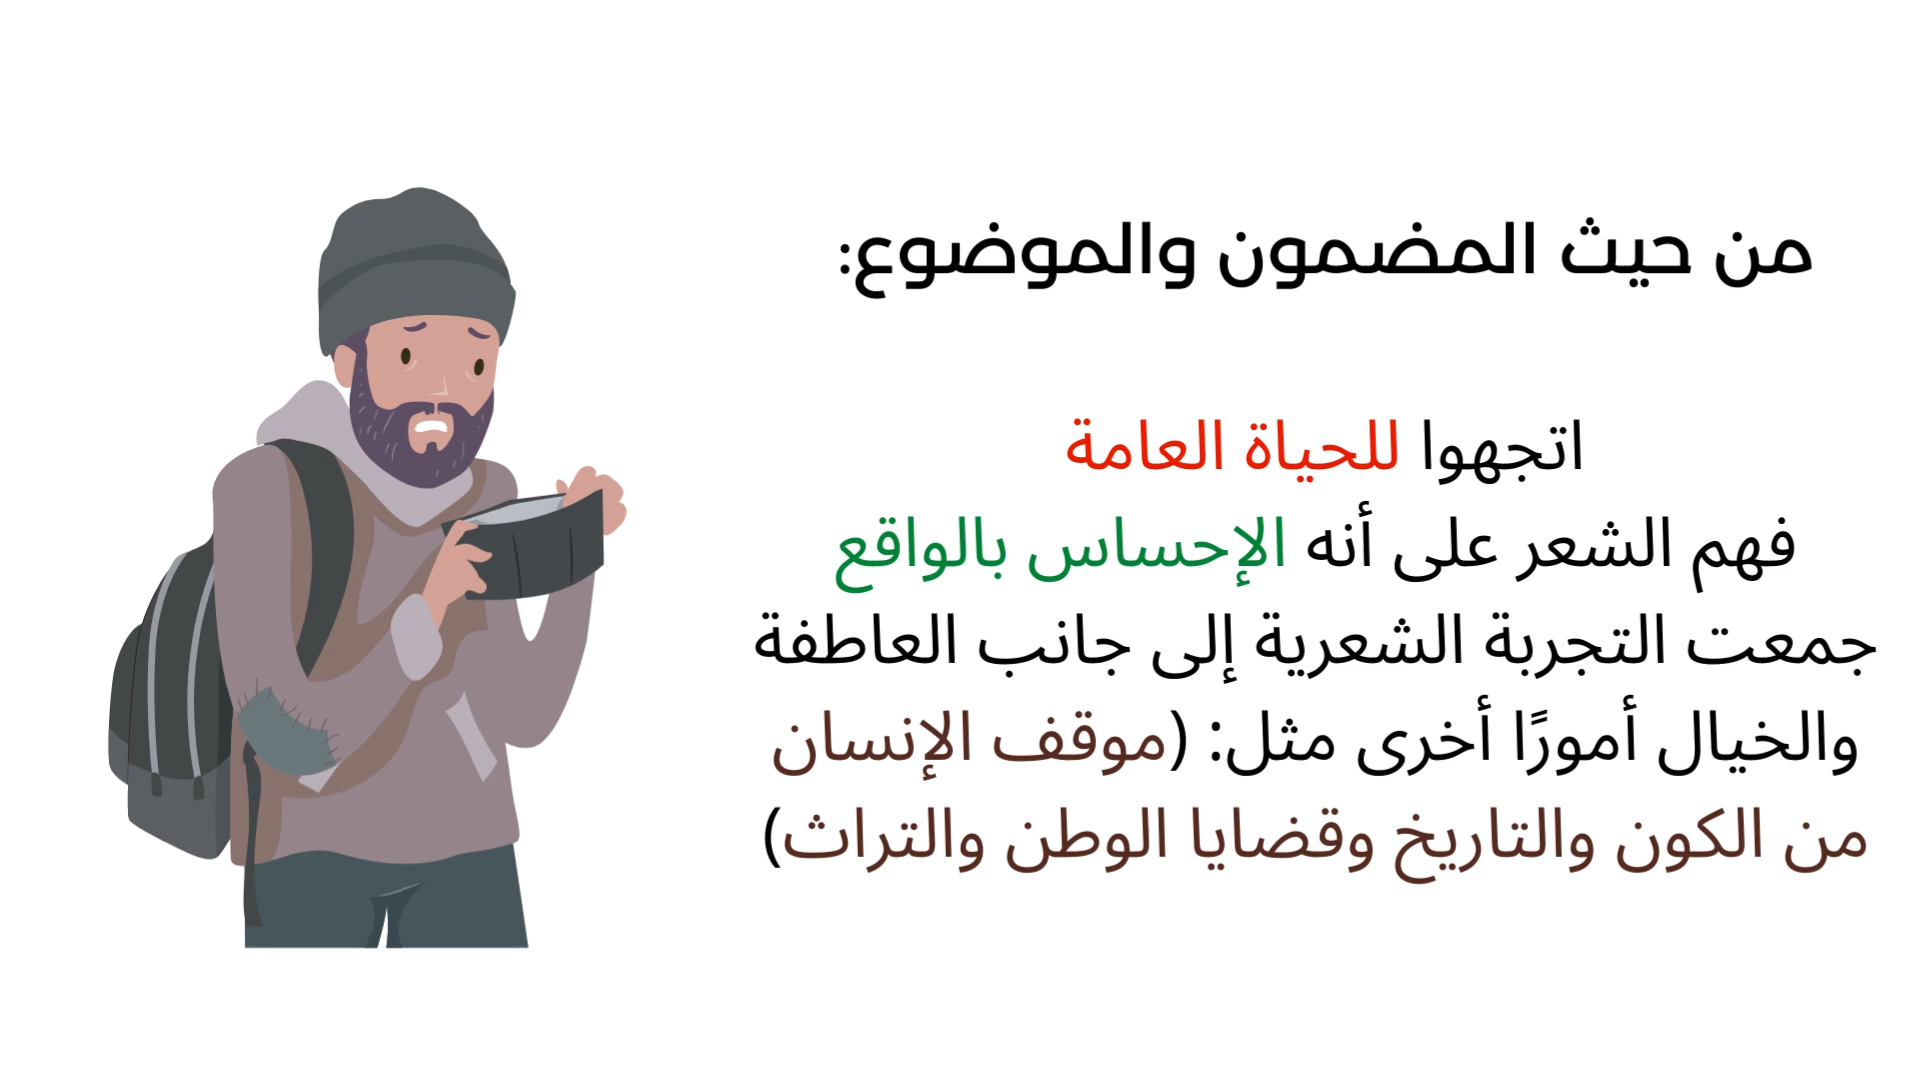 من حيث المضمون والموضوع:
اتجهوا للحياة العامة
فهم الشعر على أنه الإحساس بالواقع
جمعت التجربة الشعرية إلى جانب العاطفة
والخيال أمورًا أخرى مثل: (موقف الإنسان
من الكون والتاريخ وقضايا الوطن والتراث)